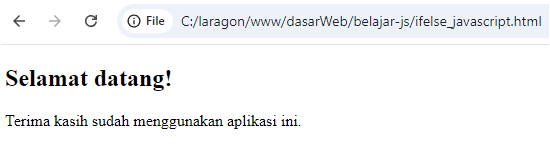 File C:/laragon/www/dasarWeb/belajar-js/ifelse_javascript.html
Selamat datang!
Terima kasih sudah menggunakan aplikasi ini.